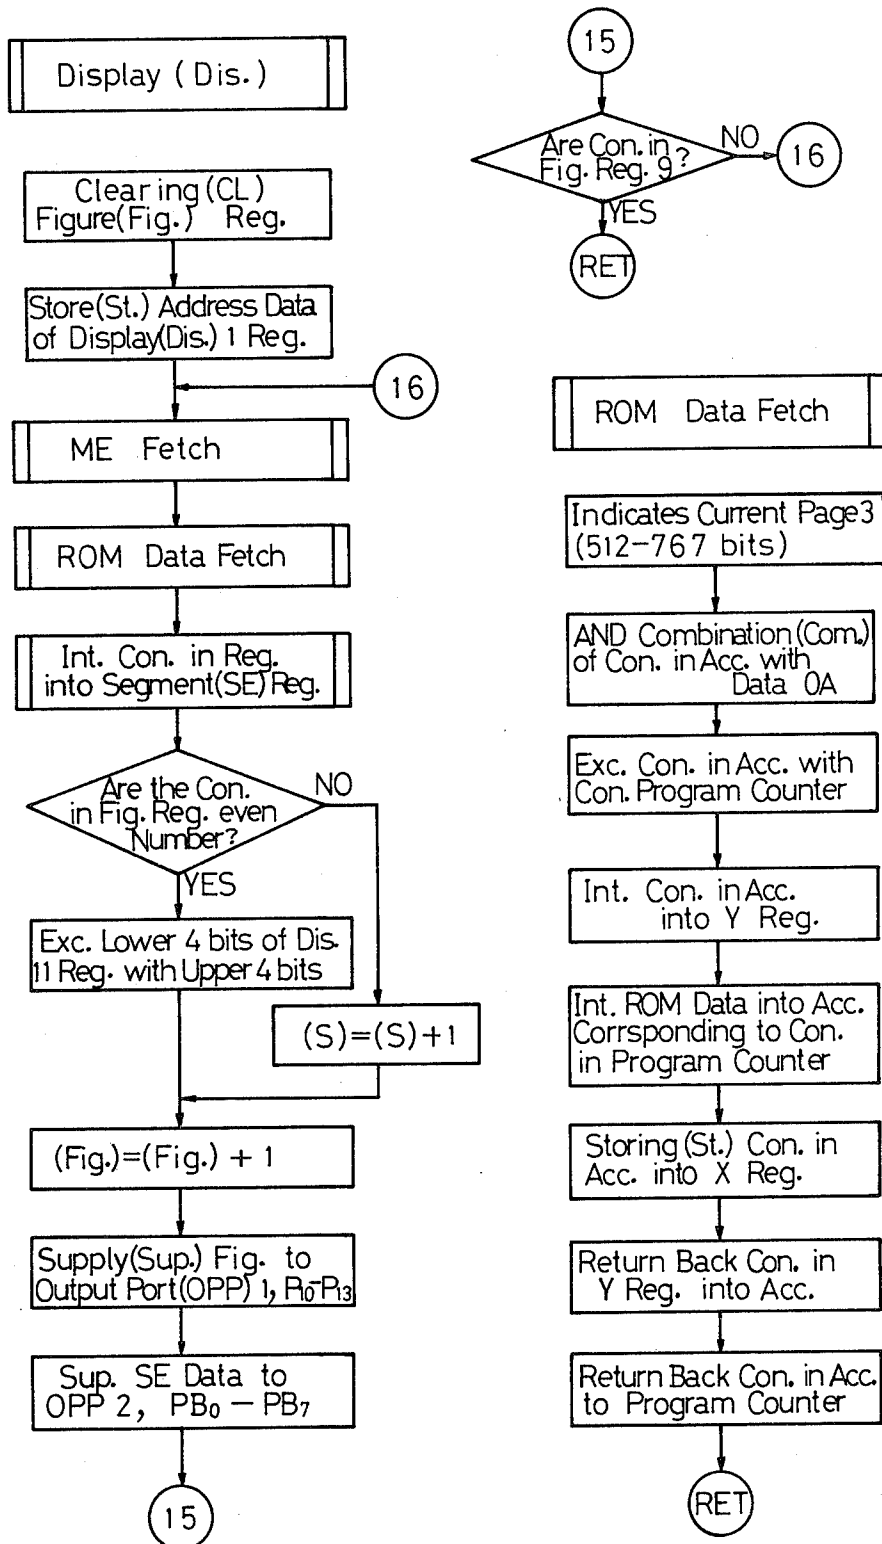 Display (Dis.)
Clearing (CL)
Figure(Fig.) Reg.
Store(St.) Address Data
of Display(Dis.) 1 Reg.
16
ME Fetch
ROM Data Fetch
Int. Con. in Reg.
into Segment(SE) Reg.
Are the Con.
in Fig. Reg. even
Number?
NO
YES
Exc. Lower 4 bits of Dis.
11 Reg. with Upper 4 bits
(S)=(S)+1
(Fig.)=(Fig.) + 1
Supply(Sup.) Fig. to
Output Port(OPP) 1, P10-P13
Sup. SE Data to
OPP 2, PB0 — PB7
15
15
Are Con. in
Fig. Reg. 9?
NO
16
YES
RET
ROM Data Fetch
Indicates Current Page3
(512-767 bits)
AND Combination (Com.)
of Con. in Acc. with
Data 0A
Exc. Con. in Acc. with
Con. Program Counter
Int. Con. in Acc.
into Y Reg.
Int. ROM Data into Acc.
Corrsponding to Con.
in Program Counter
Storing (St.) Con. in
Acc. into X Reg.
Return Back Con. in
Y Reg. into Acc.
Return Back Con. in Acc.
to Program Counter
RET